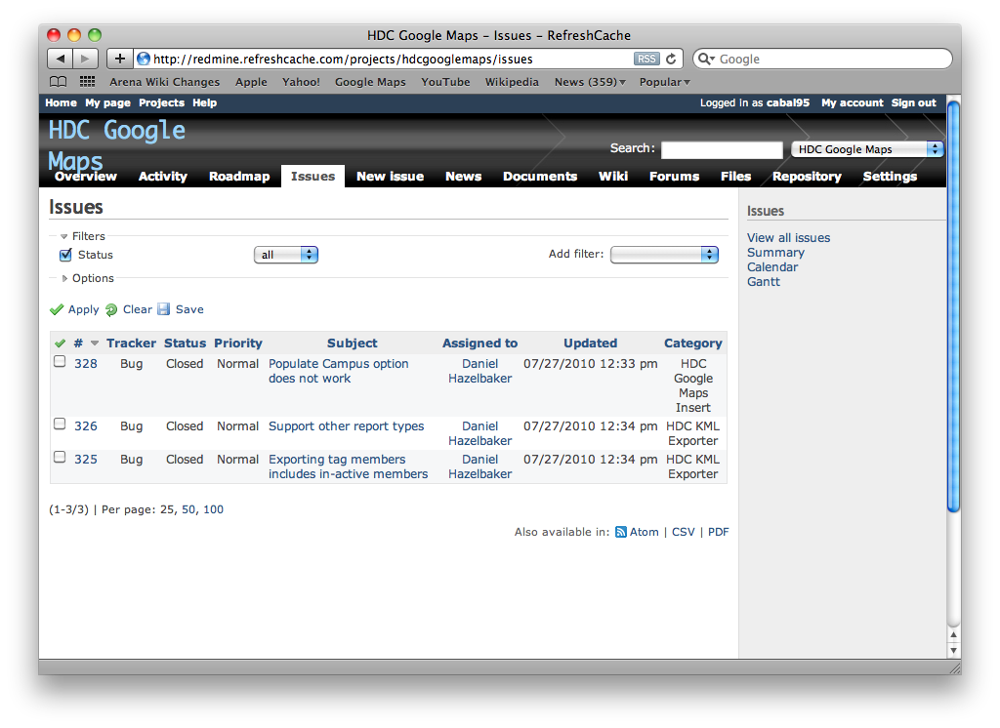 HDC Google Maps – Issues – RefreshCache
http://redmine.refreshcache.com/projects/hdcgooglemaps/issues RSS Google
Arena Wiki Changes Apple Yahoo! Google Maps YouTube Wikipedia News (359) Popular
Home My page Projects Help Logged in as cabal95 My account Sign out
HDC Google
Maps
Search: HDC Google Maps
Overview Activity Roadmap Issues New issue News Documents Wiki Forums Files Repository Settings
Issues
Filters
Status all Add filter:
Options
Apply Clear Save
# Tracker Status Priority Subject Assigned to Updated Category
328 Bug Closed Normal Populate Campus option Daniel 07/27/2010 12:33 pm HDC
does not work Hazelbaker Google
Maps
Insert
326 Bug Closed Normal Support other report types Daniel 07/27/2010 12:34 pm HDC KML
Hazelbaker Exporter
325 Bug Closed Normal Exporting tag members Daniel 07/27/2010 12:34 pm HDC KML
includes in-active members Hazelbaker Exporter
(1-3/3) | Per page: 25, 50, 100
Also available in: Atom | CSV | PDF
Issues
View all issues
Summary
Calendar
Gantt